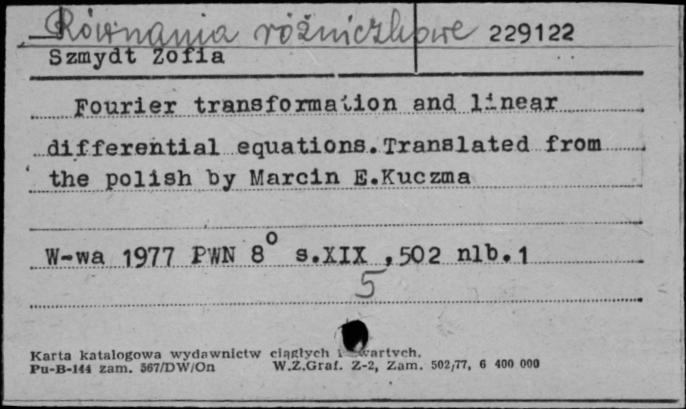 Równania różniczkowe 229122
Szmydt Zofia
Fourier transformation and linear
differential equations.Translated from
the polish by Marcin E.Kuczma
W-wa 1977 PWN 8° s.XIX ,502 nlb.1
5
Karta katalogowa wydawnictw ciągłych i zwartych.
Pu-B-144 zam. 567/DW/On W.Z.Graf. Z-2, Zam. 502/77, 6 400 000